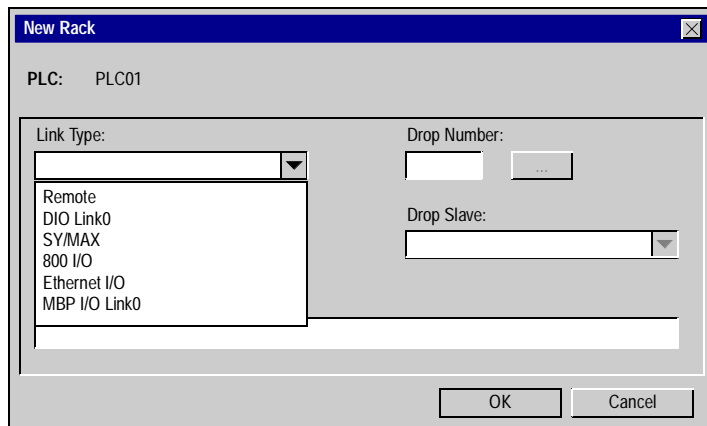 New Rack
PLC: PLC01
Link Type:
Drop Number:
...
Remote
DIO Link0
SY/MAX
800 I/O
Ethernet I/O
MBP I/O Link0
Drop Slave:
OK
Cancel